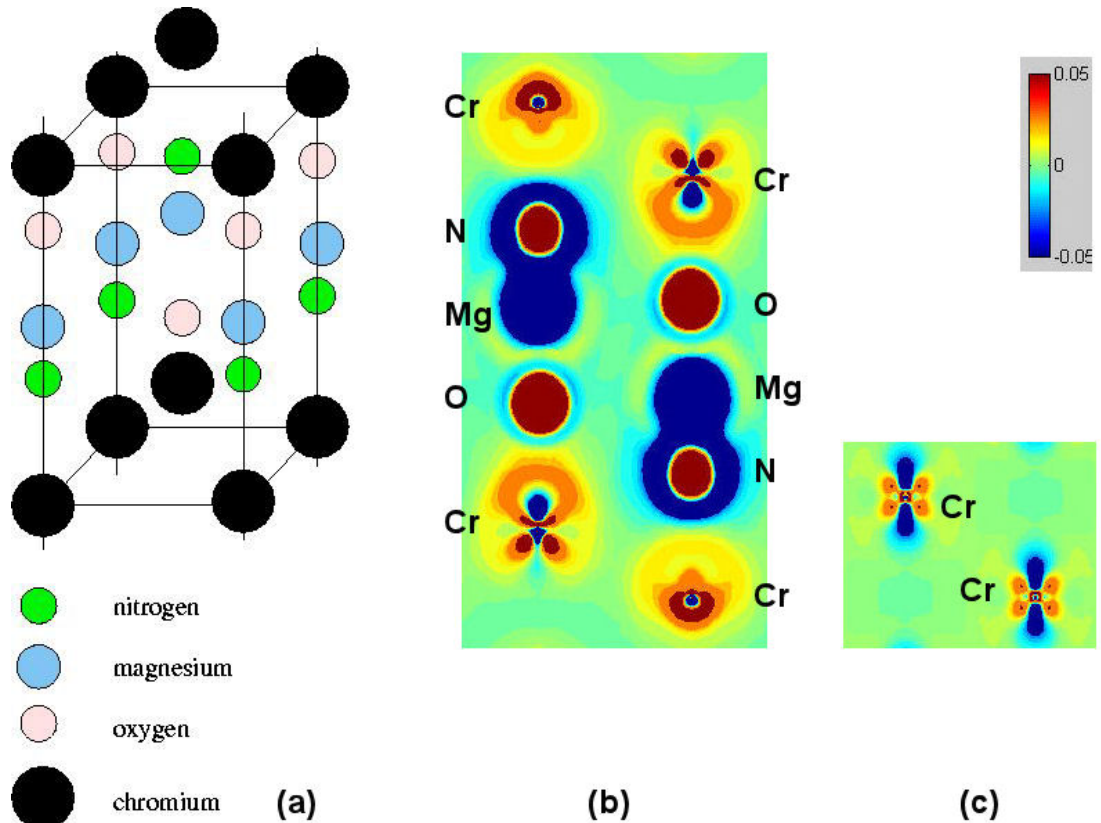 nitrogen
magnesium
oxygen
chromium
(a)
Cr
N
Mg
O
Cr
Cr
O
Mg
N
Cr
(b)
0.05
0
-0.05
Cr
Cr
(c)